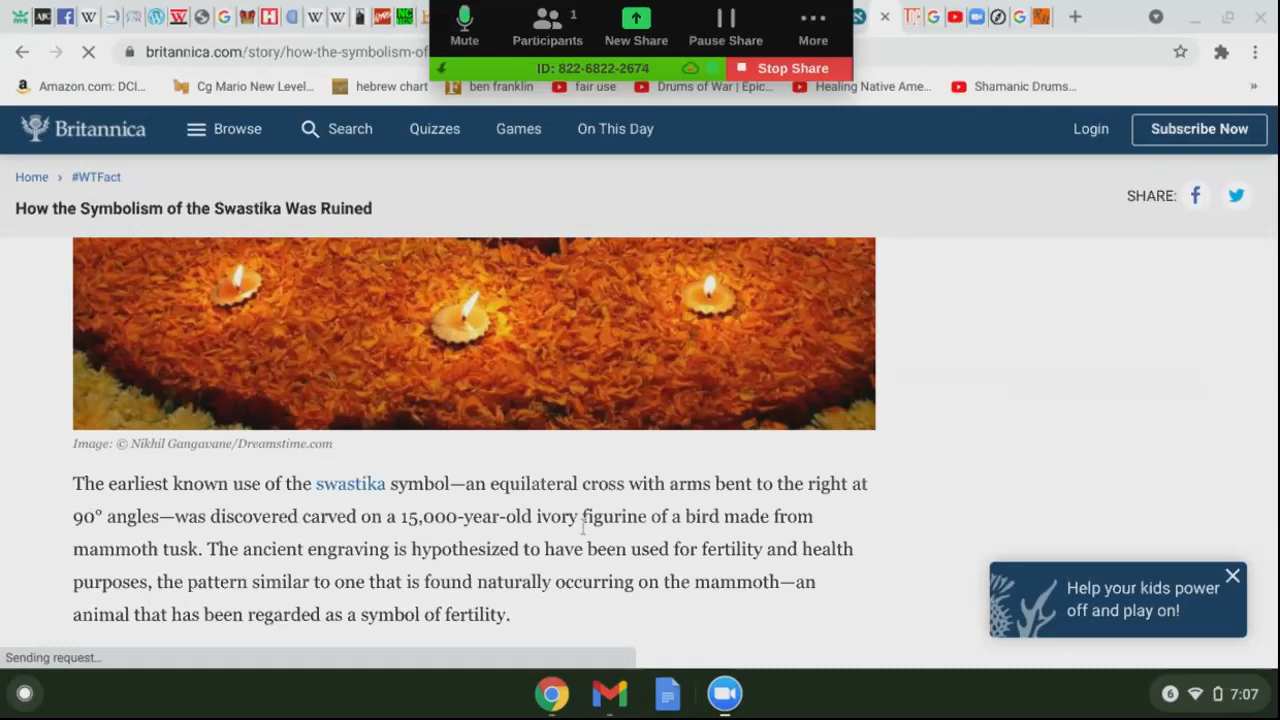 1
Mute
Participants
New Share
Pause Share
More
britannica.com/story/how-the-symbolism-of
ID: 822-6822-2674
Stop Share
Amazon.com: DCI...
Cg Mario New Level...
hebrew chart
ben franklin
fair use
Drums of War | Epic...
Healing Native Ame...
Shamanic Drums...
»
Britannica
Browse
Search
Quizzes
Games
On This Day
Login
Subscribe Now
Home > #WTFact
SHARE:
How the Symbolism of the Swastika Was Ruined
Image: © Nikhil Gangavane/Dreamstime.com
The earliest known use of the swastika symbol—an equilateral cross with arms bent to the right at
90° angles—was discovered carved on a 15,000-year-old ivory figurine of a bird made from
mammoth tusk. The ancient engraving is hypothesized to have been used for fertility and health
purposes, the pattern similar to one that is found naturally occurring on the mammoth—an
animal that has been regarded as a symbol of fertility.
Help your kids power
off and play on!
Sending request...
6
7:07